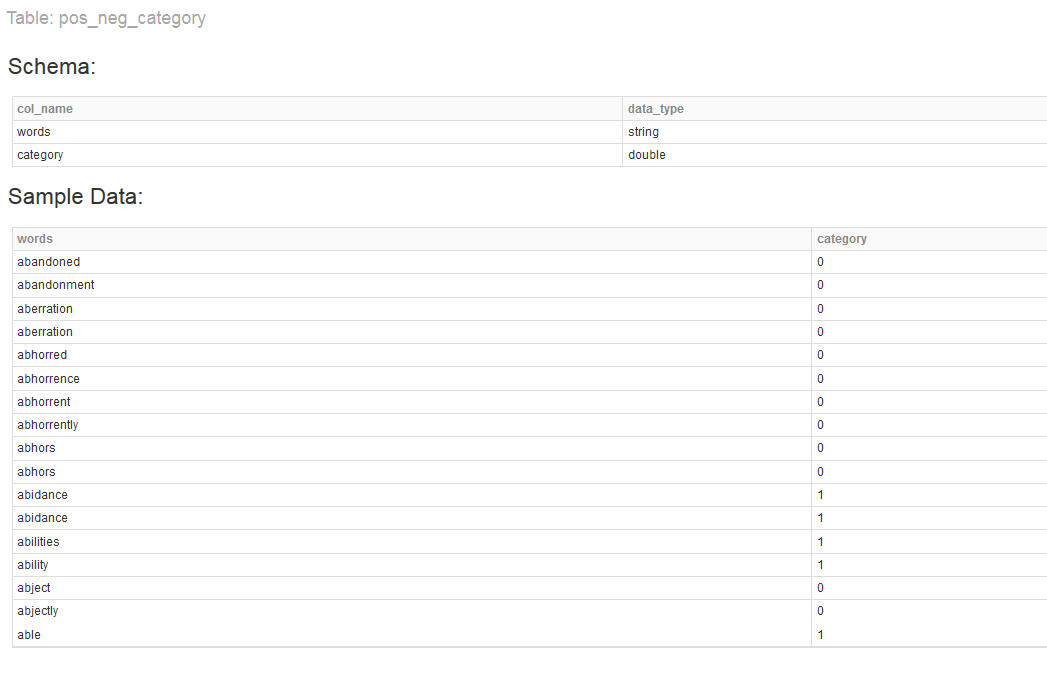 Table: pos_neg_category
Schema:
col_name data_type
words string
category double
Sample Data:
words category
abandoned 0
abandonment 0
aberration 0
aberration 0
abhorred 0
abhorrence 0
abhorrent 0
abhorrently 0
abhors 0
abhors 0
abidance 1
abidance 1
abilities 1
ability 1
abject 0
abjectly 0
able 1